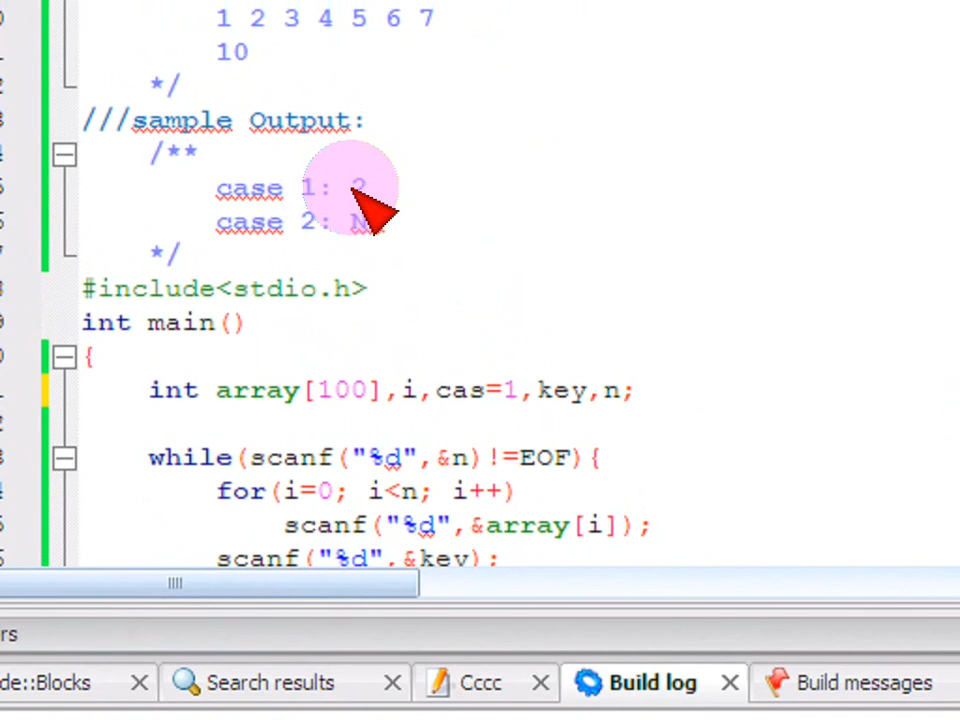 1 2 3 4 5 6 7
10
*/
///sample Output:
/**
case 1: 2
case 2:
*/
#include<stdio.h>
int main()
{
int array[100],i,cas=1,key,n;
while(scanf("%d",&n)!=EOF){
for(i=0; i<n; i++)
scanf("%d",&array[i]);
scanf("%d",&key);
rs
de::Blocks
Search results
Cccc
Build log
Build messages